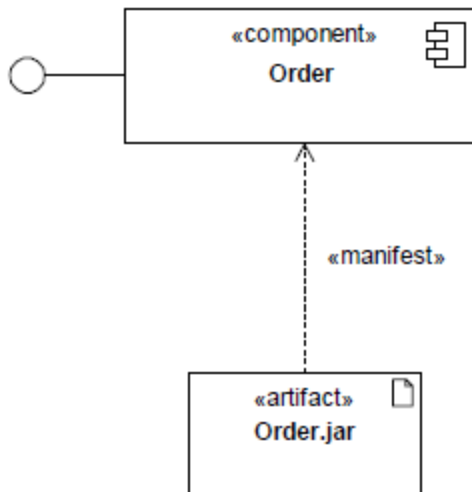 «component»
Order
«manifest»
«artifact»
Order.jar